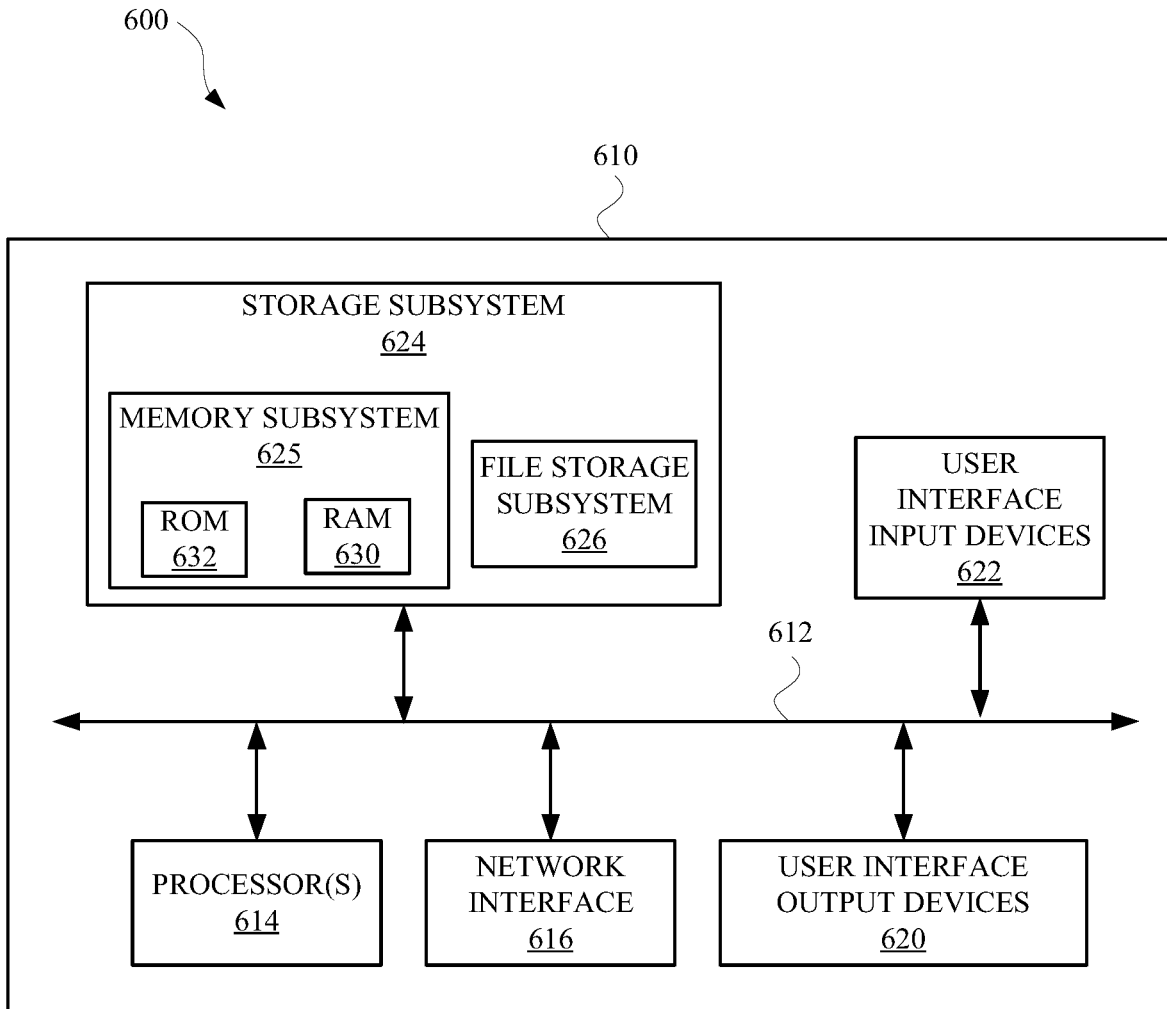 600
610
STORAGE SUBSYSTEM
624
MEMORY SUBSYSTEM
625
ROM
632
RAM
630
FILE STORAGE
SUBSYSTEM
626
USER
INTERFACE
INPUT DEVICES
622
612
PROCESSOR(S)
614
NETWORK
INTERFACE
616
USER INTERFACE
OUTPUT DEVICES
620